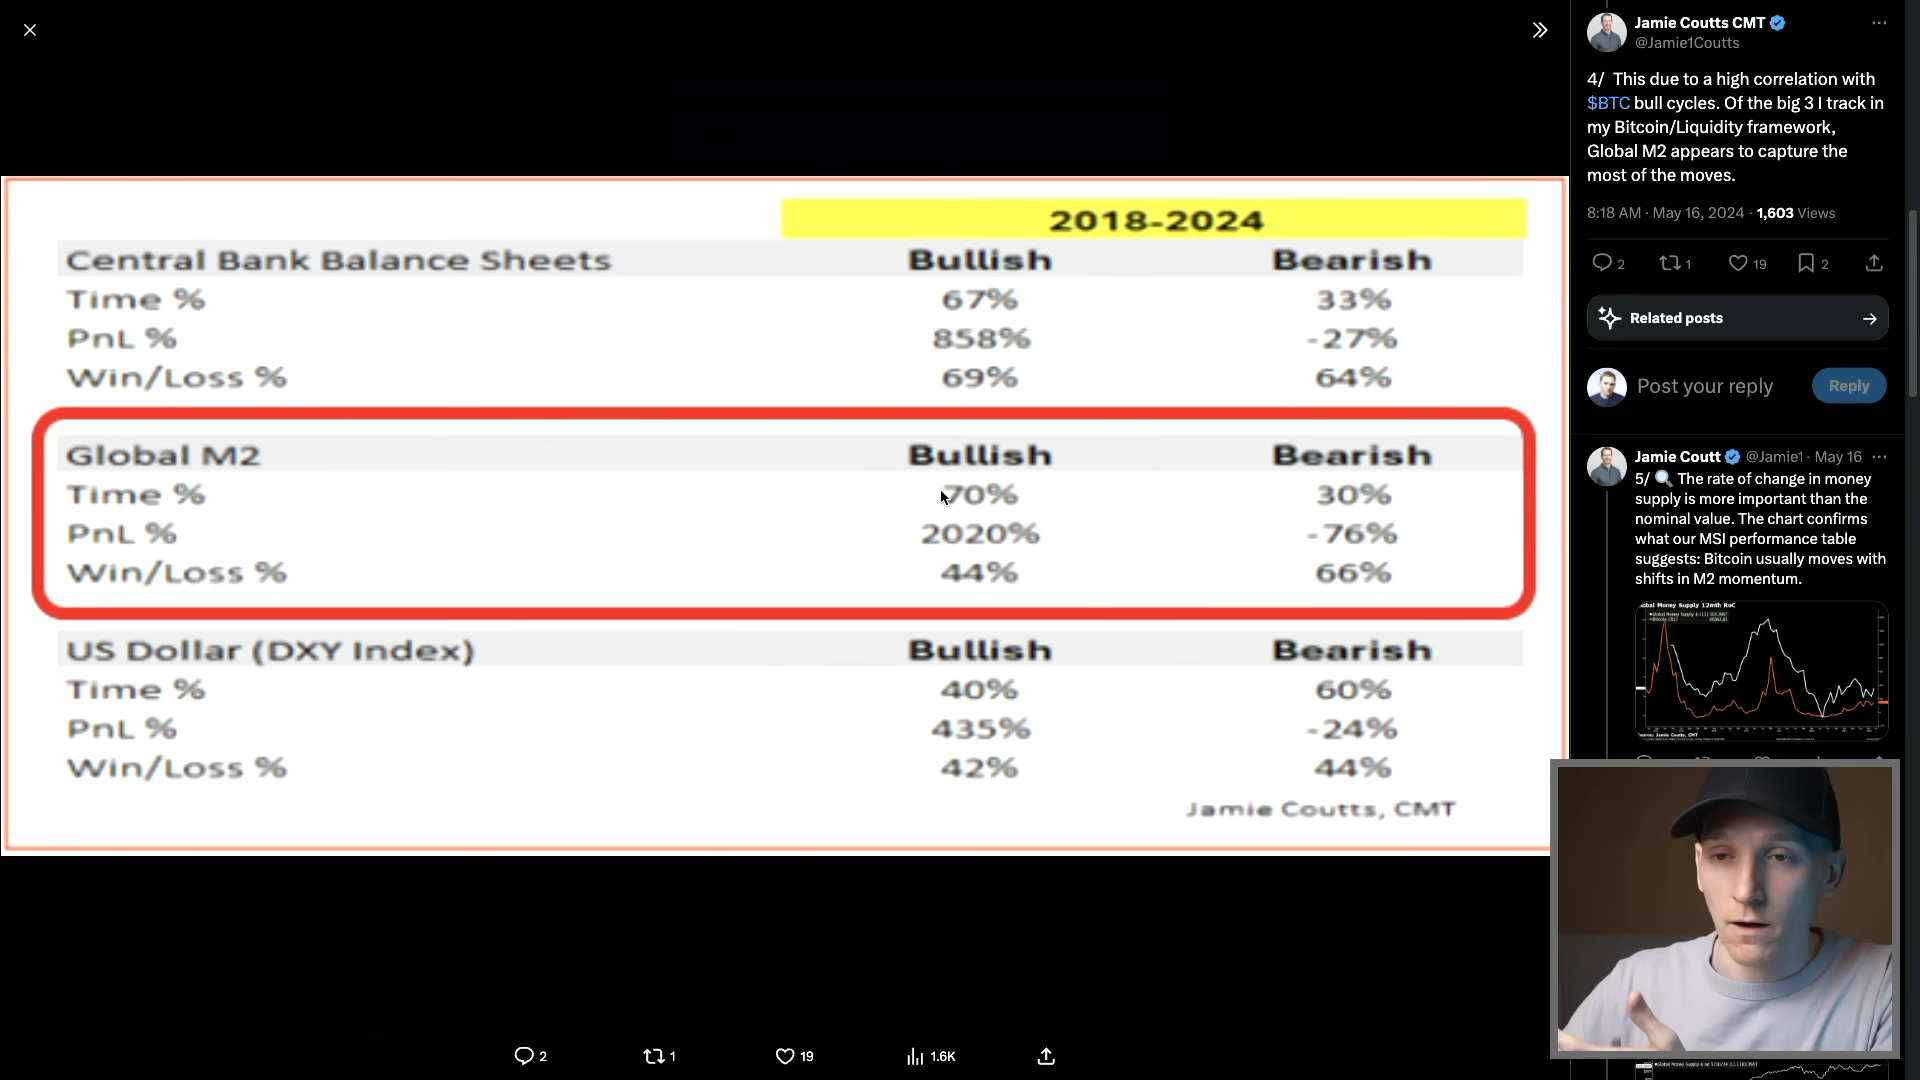 2018-2024
Central Bank Balance Sheets Bullish Bearish
Time % 67% 33%
PnL % 858% -27%
Win/Loss % 69% 64%
Global M2 Bullish Bearish
Time % 70% 30%
PnL % 2020% -76%
Win/Loss % 44% 66%
US Dollar (DXY Index) Bullish Bearish
Time % 40% 60%
PnL % 435% -24%
Win/Loss % 42% 44%
Jamie Coutts, CMT
2 1 19 1.6K
Jamie Coutts CMT
@Jamie1Coutts
4/ This due to a high correlation with
$BTC bull cycles. Of the big 3 I track in
my Bitcoin/Liquidity framework,
Global M2 appears to capture the
most of the moves.
8:18 AM · May 16, 2024 · 1,603 Views
2 1 19 2
Related posts
Post your reply Reply
Jamie Coutt @Jamie1 · May 16
5/ 🔍 The rate of change in money
supply is more important than the
nominal value. The chart confirms
what our MSI performance table
suggests: Bitcoin usually moves with
shifts in M2 momentum.
obal Money Supply 12mth RoC